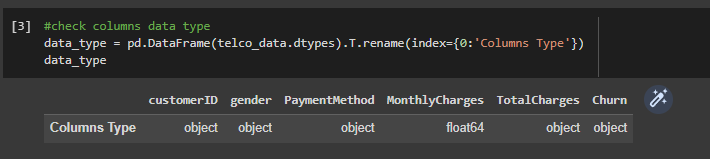 [3] #check columns data type
data_type = pd.DataFrame(telco_data.dtypes).T.rename(index={0:'Columns Type'})
data_type
customerID gender PaymentMethod MonthlyCharges TotalCharges Churn
Columns Type object object object float64 object object